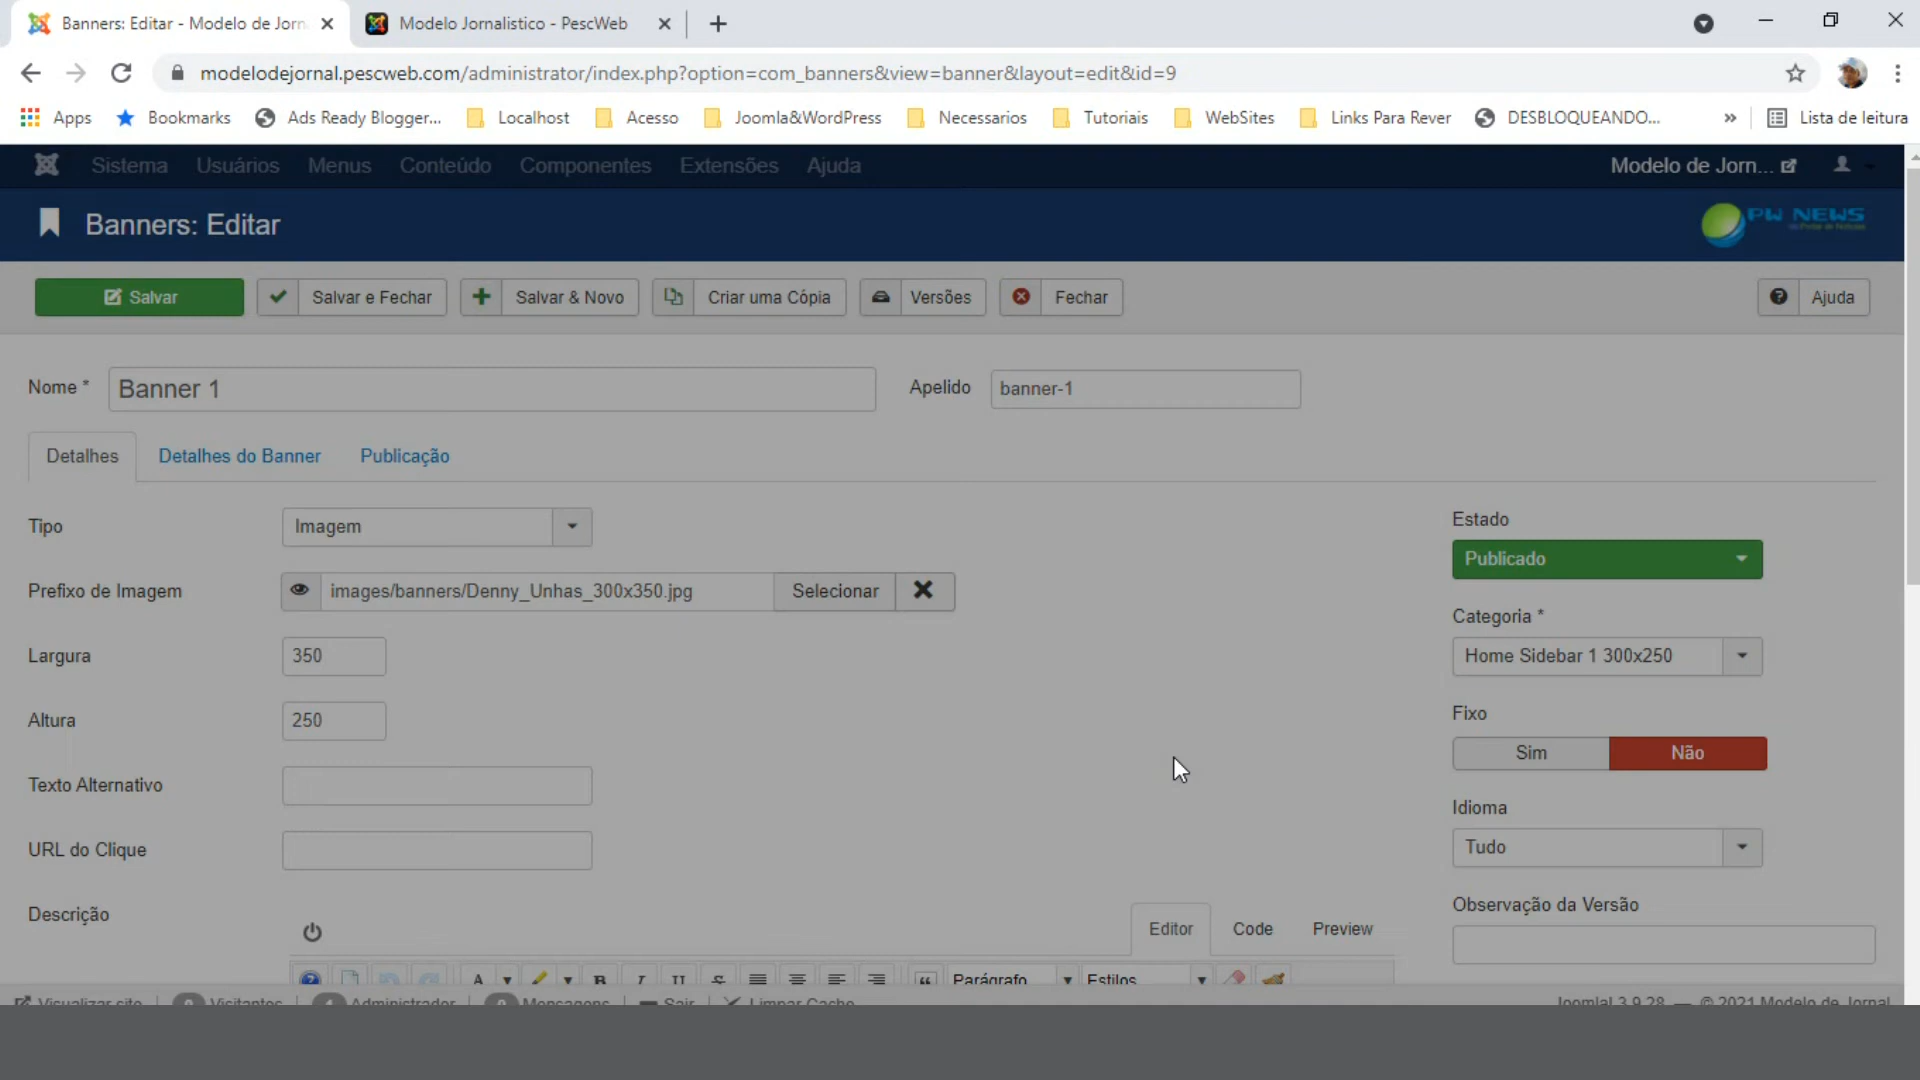 Banners: Editar - Modelo de Jorn
Modelo Jornalistico - PescWeb
modelodejornal.pescweb.com/administrator/index.php?option=com_banners&view=banner&layout=edit&id=9
Apps Bookmarks Ads Ready Blogger... Localhost Acesso Joomla&WordPress Necessarios Tutoriais WebSites Links Para Rever DESBLOQUEANDO... » Lista de leitura
Sistema Usuários Menus Conteúdo Componentes Extensões Ajuda Modelo de Jorn...
Banners: Editar
PW NEWS
Salvar Salvar e Fechar Salvar & Novo Criar uma Cópia Versões Fechar Ajuda
Nome * Banner 1 Apelido banner-1
Detalhes Detalhes do Banner Publicação
Tipo Imagem
Estado
Publicado
Prefixo de Imagem images/banners/Denny_Unhas_300x350.jpg Selecionar
Categoria *
Largura 350
Home Sidebar 1 300x250
Altura 250
Fixo
Sim Não
Texto Alternativo
Idioma
URL do Clique
Tudo
Descrição
Observação da Versão
Editor Code Preview
A B I U S Parágrafo Estilos
Visualizar site Visitantes Administrador Mensagens Sair Limpar Cache Joomla! 3.9.28 — © 2021 Modelo de Jornal